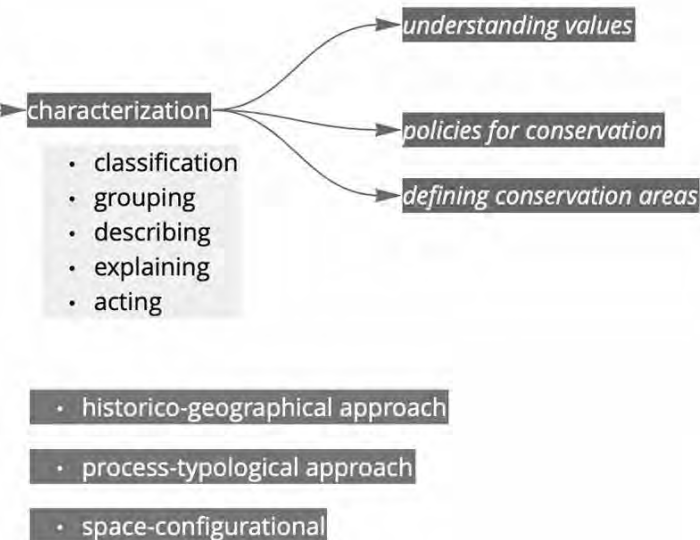 understanding values
characterization
policies for conservation
defining conservation areas
• classification
• grouping
• describing
• explaining
• acting
• historico-geographical approach
• process-typological approach
• space-configurational